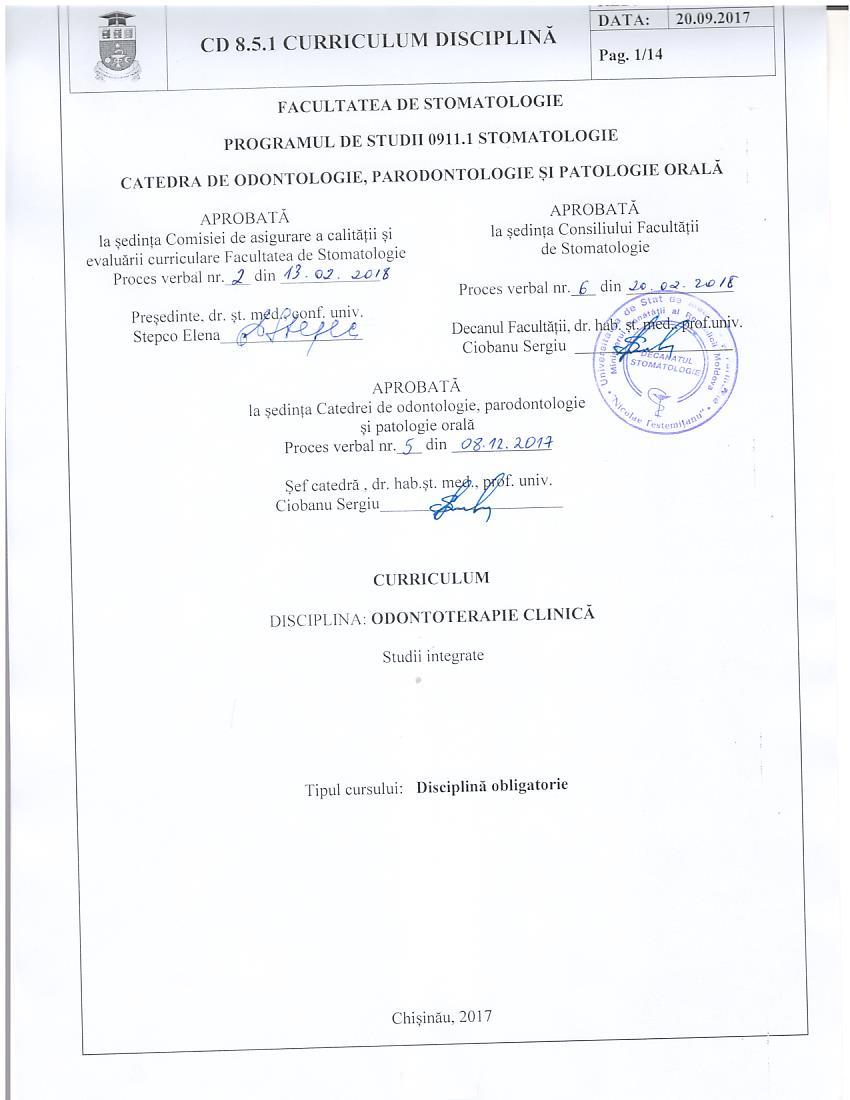 CD 8.5.1 CURRICULUM DISCIPLINĂ
DATA: 20.09.2017
Pag. 1/14
FACULTATEA DE STOMATOLOGIE
PROGRAMUL DE STUDII 0911.1 STOMATOLOGIE
CATEDRA DE ODONTOLOGIE, PARODONTOLOGIE ȘI PATOLOGIE ORALĂ
APROBATĂ
la ședința Comisiei de asigurare a calității și
evaluării curriculare Facultatea de Stomatologie
Proces verbal nr. 2 din 13.02.2018
Președinte, dr. șt. med., conf. univ.
Stepco Elena
APROBATĂ
la ședința Consiliului Facultății
de Stomatologie
Proces verbal nr. 6 din 20.02.2018
Decanul Facultății, dr. hab. șt. med., prof.univ.
Ciobanu Sergiu
DECANATUL
STOMATOLOGIE
"Nicolae Testemițanu"
APROBATĂ
la ședința Catedrei de odontologie, parodontologie
și patologie orală
Proces verbal nr. 5 din 08.12.2017
Șef catedră , dr. hab.șt. med., prof. univ.
Ciobanu Sergiu
CURRICULUM
DISCIPLINA: ODONTOTERAPIE CLINICĂ
Studii integrate
Tipul cursului: Disciplină obligatorie
Chișinău, 2017